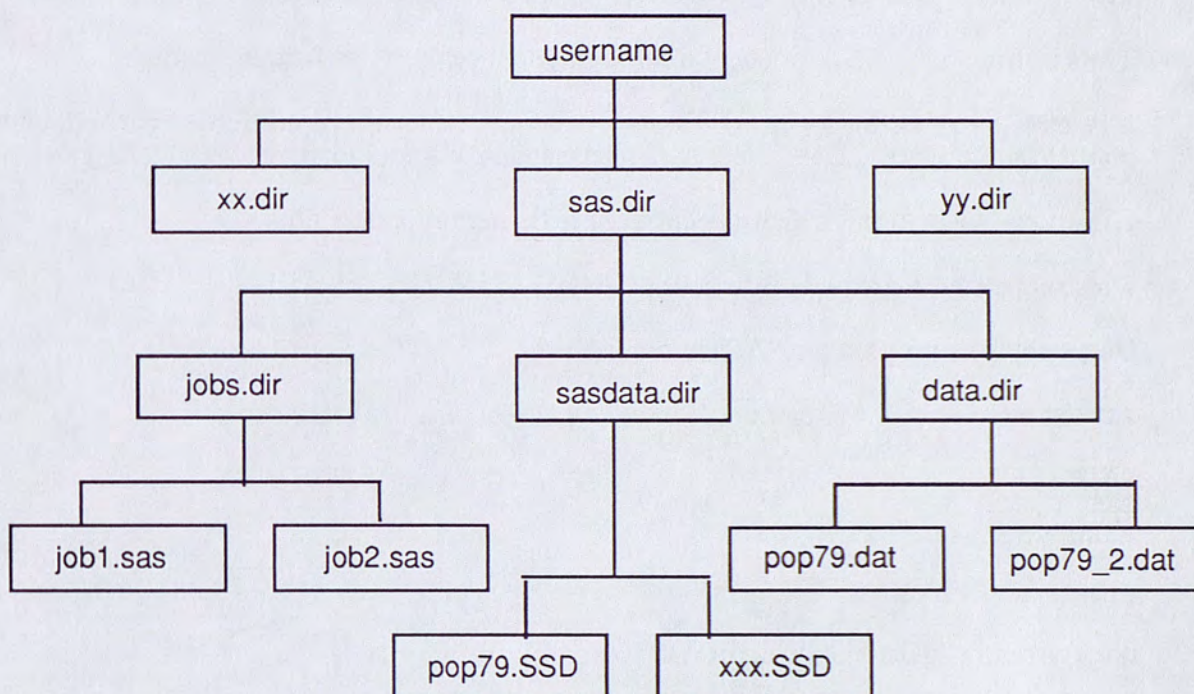 username
xx.dir
sas.dir
yy.dir
jobs.dir
sasdata.dir
data.dir
job1.sas
job2.sas
pop79.dat
pop79_2.dat
pop79.SSD
xxx.SSD